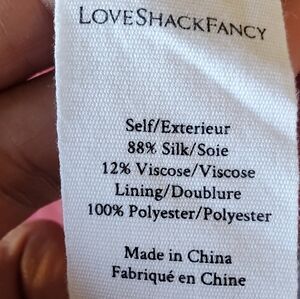 LoveShackFancy
Self/Exterieur
88% Silk/Soie
12% Viscose/Viscose
Lining/Doublure
100% Polyester/Polyester
Made in China
Fabriqué en Chine